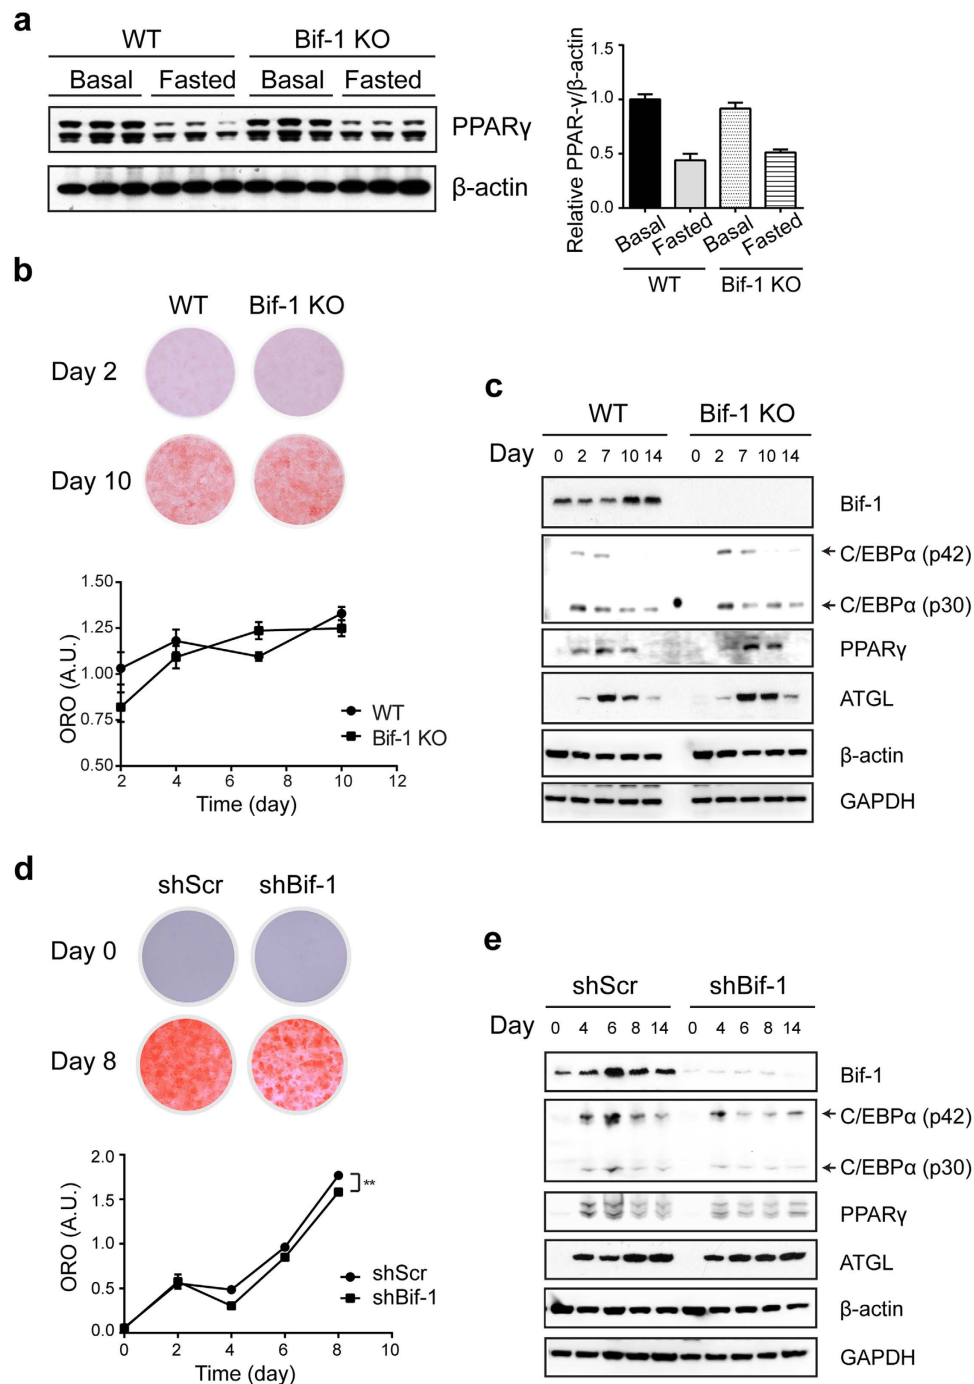 a
WT Bif-1 KO
Basal Fasted Basal Fasted
PPARγ
β-actin
Relative PPAR-γ/β-actin
1.5
1.0
0.5
0.0
Basal Fasted Basal Fasted
WT Bif-1 KO
b
WT Bif-1 KO
Day 2
Day 10
ORO (A.U.)
1.50
1.25
1.00
0.75
0.50
2 4 6 8 10 12
Time (day)
WT
Bif-1 KO
c
WT Bif-1 KO
Day 0 2 7 10 14 0 2 7 10 14
Bif-1
C/EBPα (p42)
C/EBPα (p30)
PPARγ
ATGL
β-actin
GAPDH
d
shScr shBif-1
Day 0
Day 8
ORO (A.U.)
2.0
1.5
1.0
0.5
0.0
0 2 4 6 8 10
Time (day)
**
shScr
shBif-1
e
shScr shBif-1
Day 0 4 6 8 14 0 4 6 8 14
Bif-1
C/EBPα (p42)
C/EBPα (p30)
PPARγ
ATGL
β-actin
GAPDH